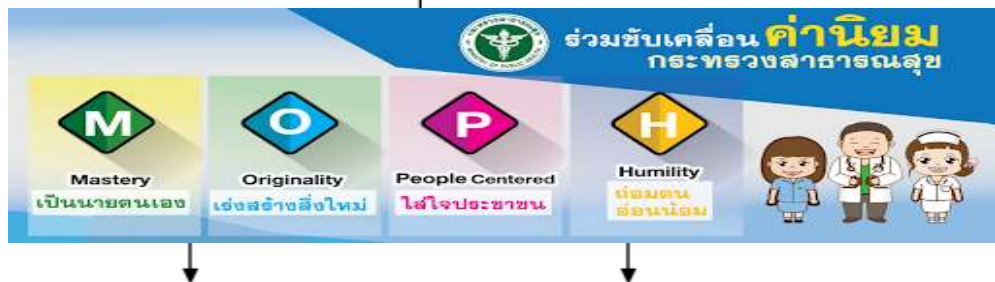 ร่วมขับเคลื่อน ค่านิยม
กระทรวงสาธารณสุข
M
O
P
H
Mastery
Originality
People Centered
Humility
เป็นนายตนเอง
เร่งสร้างสิ่งใหม่
ใส่ใจประชาชน
ถ่อมตน
อ่อนน้อม